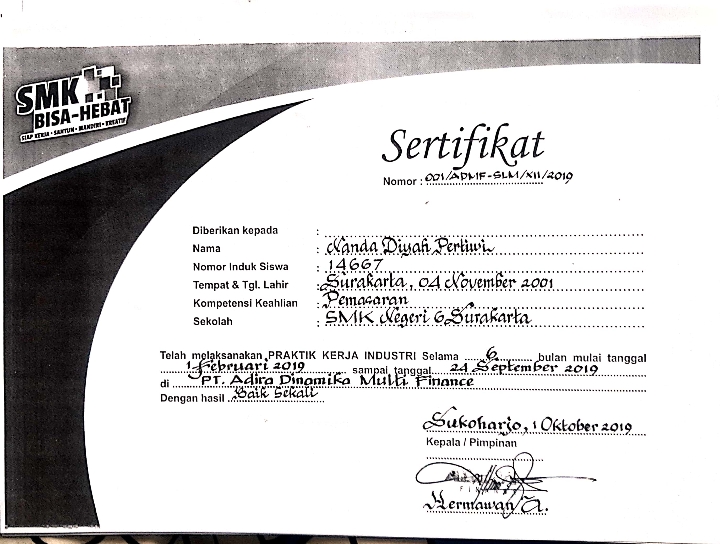 SMK
BISA-HEBAT
SIAP KERJA • SANTUN • MANDIRI • KREATIF
Sertifikat
Nomor : 001/ADMF-SLM/XII/2019
Diberikan kepada :
Nama : Nanda Diyah Pertiwi
Nomor Induk Siswa : 14667
Tempat & Tgl. Lahir : Surakarta, 04 November 2001
Kompetensi Keahlian : Pemasaran
Sekolah : SMK Negeri 6 Surakarta
Telah melaksanakan PRAKTIK KERJA INDUSTRI Selama 6 bulan mulai tanggal
1 Februari 2019 sampai tanggal 24 September 2019
di PT. Adira Dinamika Multi Finance
Dengan hasil Baik Sekali
Sukoharjo, 1 Oktober 2019
Kepala / Pimpinan
Hermawan A.